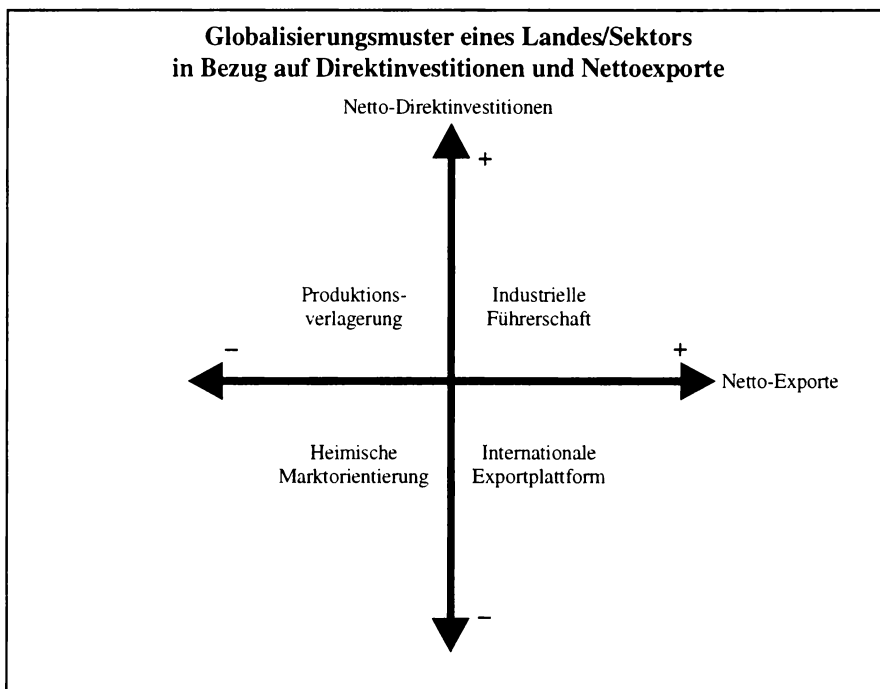 Globalisierungsmuster eines Landes/Sektors
in Bezug auf Direktinvestitionen und Nettoexporte
Netto-Direktinvestitionen
+
Produktions-
verlagerung
Industrielle
Führerschaft
–
+
Netto-Exporte
Heimische
Marktorientierung
Internationale
Exportplattform
–